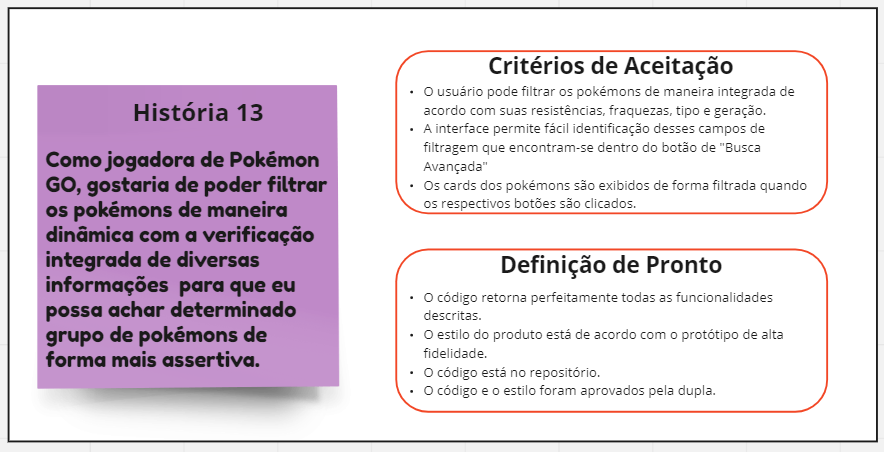 História 13
Como jogadora de Pokémon
GO, gostaria de poder filtrar
os pokémons de maneira
dinâmica com a verificação
integrada de diversas
informações para que eu
possa achar determinado
grupo de pokémons de
forma mais assertiva.
Critérios de Aceitação
• O usuário pode filtrar os pokémons de maneira integrada de
acordo com suas resistências, fraquezas, tipo e geração.
• A interface permite fácil identificação desses campos de
filtragem que encontram-se dentro do botão de "Busca
Avançada"
• Os cards dos pokémons são exibidos de forma filtrada quando
os respectivos botões são clicados.
Definição de Pronto
• O código retorna perfeitamente todas as funcionalidades
descritas.
• O estilo do produto está de acordo com o protótipo de alta
fidelidade.
• O código está no repositório.
• O código e o estilo foram aprovados pela dupla.